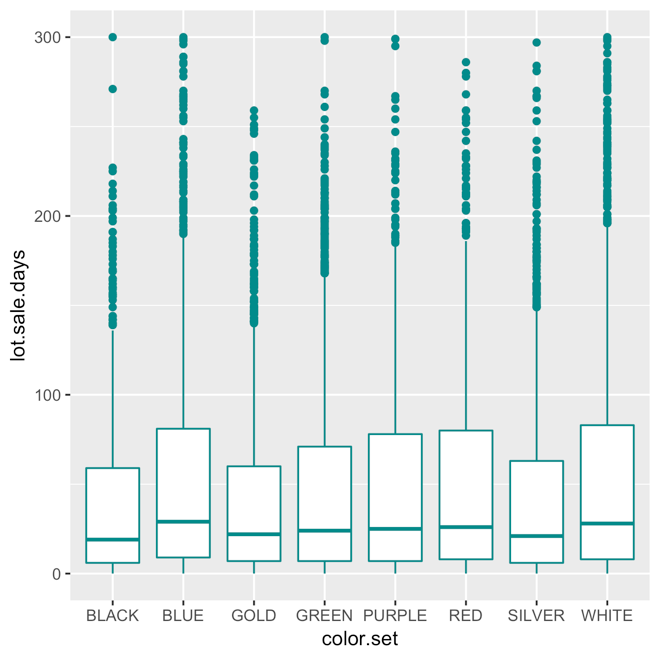 300
200
100
0
lot.sale.days
BLACK BLUE GOLD GREEN PURPLE RED SILVER WHITE
color.set